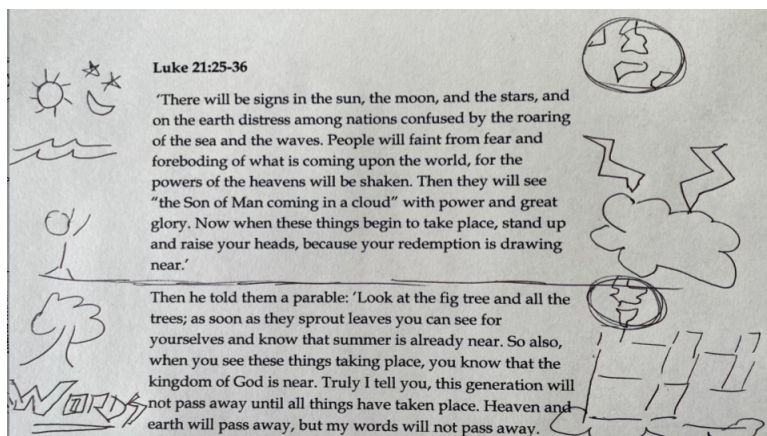 Luke 21:25-36
'There will be signs in the sun, the moon, and the stars, and
on the earth distress among nations confused by the roaring
of the sea and the waves. People will faint from fear and
foreboding of what is coming upon the world, for the
powers of the heavens will be shaken. Then they will see
“the Son of Man coming in a cloud” with power and great
glory. Now when these things begin to take place, stand up
and raise your heads, because your redemption is drawing
near.'
Then he told them a parable: 'Look at the fig tree and all the
trees; as soon as they sprout leaves you can see for
yourselves and know that summer is already near. So also,
when you see these things taking place, you know that the
kingdom of God is near. Truly I tell you, this generation will
not pass away until all things have taken place. Heaven and
earth will pass away, but my words will not pass away.
WORDS